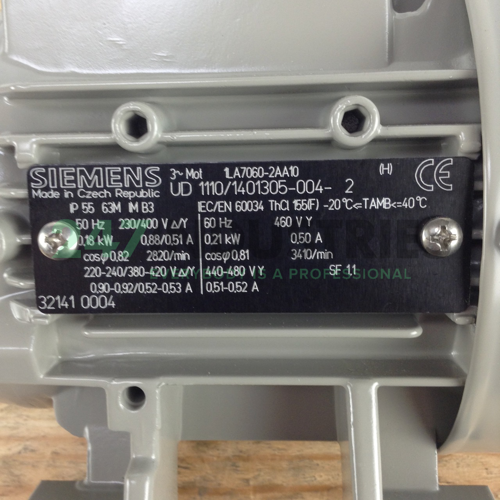 SIEMENS 3~ Mot 1LA7060-2AA10 (H) CE
Made in Czech Republic UD 1110/1401305-004- 2
IP 55 63M IM B3 IEC/EN 60034 Th.Cl. 155(F) -20°C≤TAMB≤40°C
50 Hz 230/400 V Δ/Y 60 Hz 460 V Y
0.18 kW 0.88/0.51 A 0.21 kW 0.50 A
cosφ 0.82 2820/min cosφ 0.81 3410/min
220-240/380-420 V Δ/Y 440-480 V Y SF 1.1
0.90-0.92/0.52-0.53 A 0.51-0.52 A
32141 0004
A PROFESSIONAL